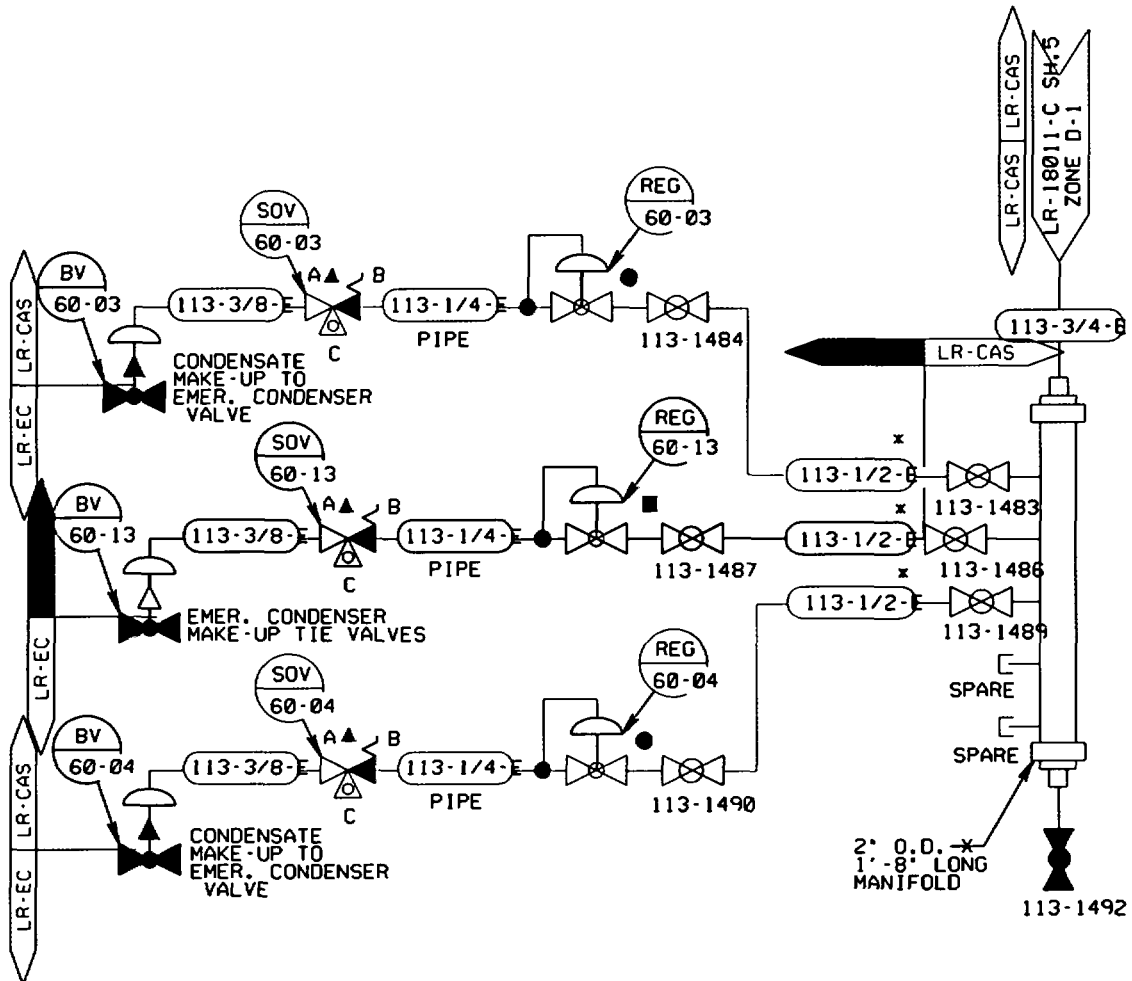 LR-CAS
LR-CAS
LR-18011-C SH.5
ZONE D-1
113-3/4-E
LR-CAS
REG
60-03
SOV
60-03
BV
60-03
A
B
C
113-3/8-E
113-1/4-E
PIPE
113-1484
LR-CAS
LR-EC
CONDENSATE
MAKE-UP TO
EMER. CONDENSER
VALVE
REG
60-13
SOV
60-13
BV
60-13
A
B
C
113-3/8-E
113-1/4-E
PIPE
113-1487
*
113-1/2-E
113-1483
*
113-1/2-E
113-1486
*
113-1/2-E
113-1489
EMER. CONDENSER
MAKE-UP TIE VALVES
LR-EC
SPARE
SPARE
REG
60-04
SOV
60-04
BV
60-04
A
B
C
113-3/8-E
113-1/4-E
PIPE
113-1490
LR-CAS
LR-EC
CONDENSATE
MAKE-UP TO
EMER. CONDENSER
VALVE
2" O.D. *
1'-8" LONG
MANIFOLD
113-1492